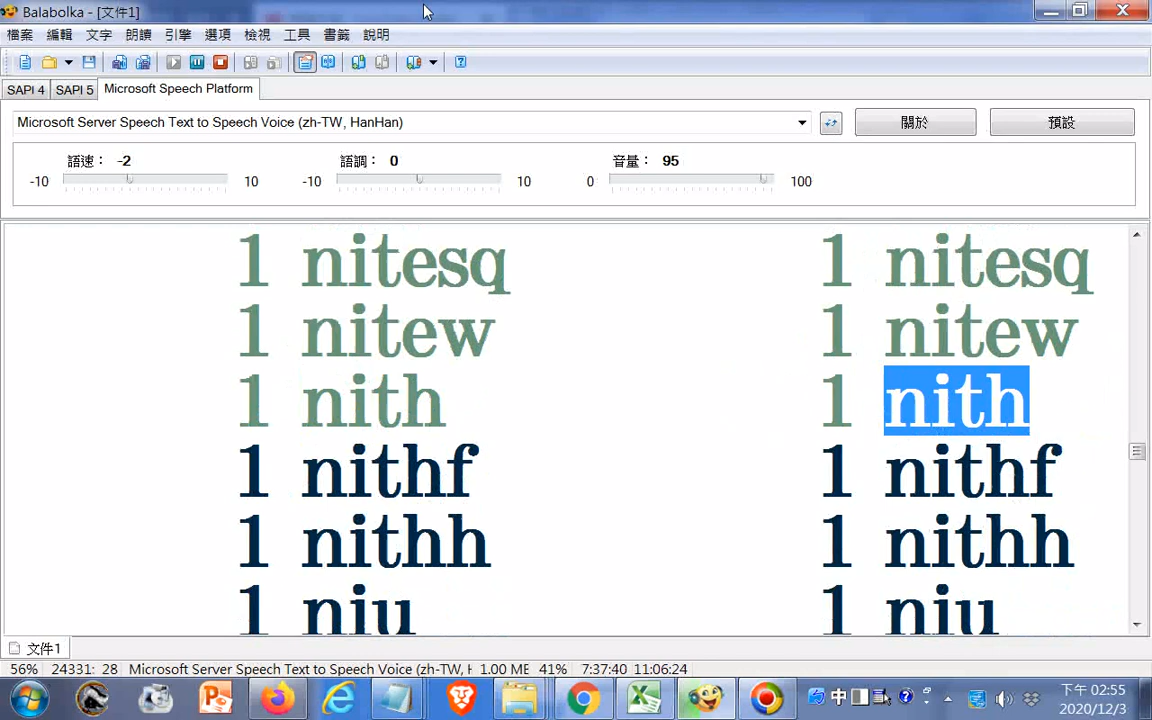 Balabolka - [文件1]
檔案 編輯 文字 朗讀 引擎 選項 檢視 工具 書籤 說明
SAPI 4 SAPI 5 Microsoft Speech Platform
Microsoft Server Speech Text to Speech Voice (zh-TW, HanHan) 關於 預設
語速： -2 語調： 0 音量： 95
-10 10 -10 10 0 100
1 nitesq 1 nitesq
1 nitew 1 nitew
1 nith 1 nith
1 nithf 1 nithf
1 nithh 1 nithh
1 niu 1 niu
文件1
56% 24331: 28 Microsoft Server Speech Text to Speech Voice (zh-TW, 1.00 ME 41% 7:37:40 11:06:24
中 下午 02:55
2020/12/3